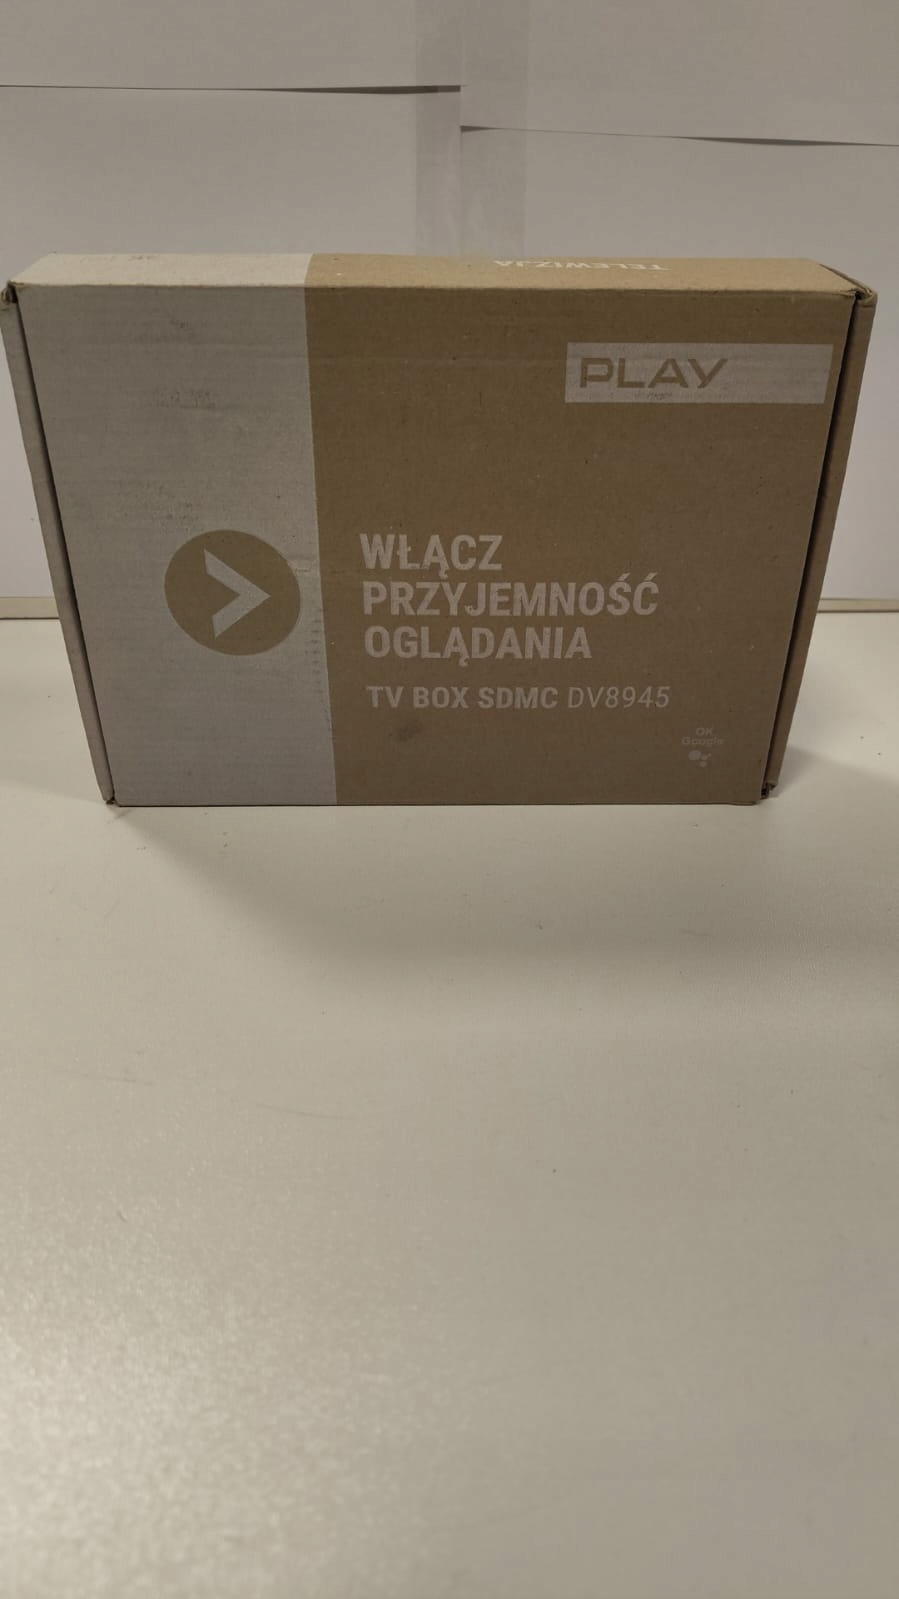 TELEWIZJA
PLAY
WŁĄCZ
PRZYJEMNOŚĆ
OGLĄDANIA
TV BOX SDMC DV8945
OK
Google